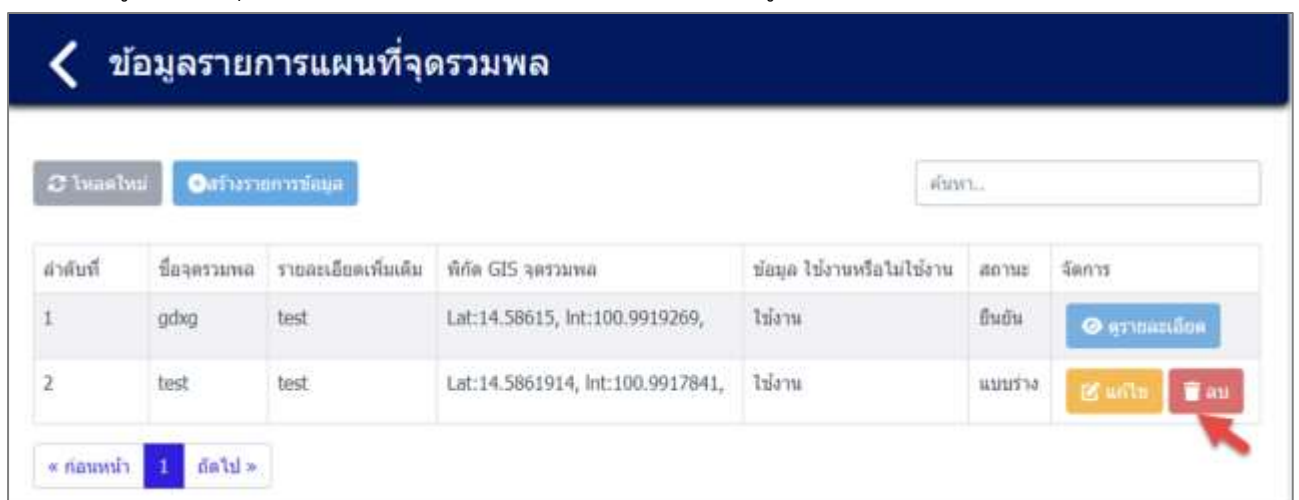 ข้อมูลรายการแผนที่จุดรวมพล
โหลดใหม่ สร้างรายการข้อมูล ค้นหา...
ลำดับที่ ชื่อจุดรวมพล รายละเอียดเพิ่มเติม พิกัด GIS จุดรวมพล ข้อมูล ใช้งานหรือไม่ใช้งาน สถานะ จัดการ
1 gdxg test Lat:14.58615, lnt:100.9919269, ใช้งาน ยืนยัน ดูรายละเอียด
2 test test Lat:14.5861914, lnt:100.9917841, ใช้งาน แบบร่าง แก้ไข ลบ
« ก่อนหน้า 1 ถัดไป »